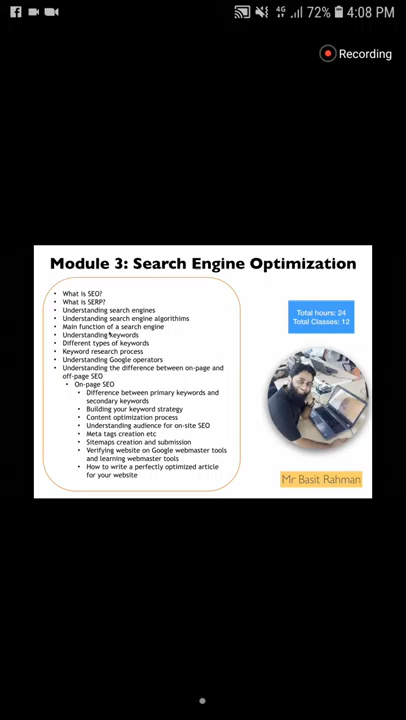 4G 72% 4:08 PM
Recording
Module 3: Search Engine Optimization
• What is SEO?
• What is SERP?
• Understanding search engines
• Understanding search engine algorithims
• Main function of a search engine
• Understanding keywords
• Different types of keywords
• Keyword research process
• Understanding Google operators
• Understanding the difference between on-page and
off-page SEO
• On-page SEO
• Difference between primary keywords and
secondary keywords
• Building your keyword strategy
• Content optimization process
• Understanding audience for on-site SEO
• Meta tags creation etc
• Sitemaps creation and submission
• Verifying website on Google webmaster tools
and learning webmaster tools
• How to write a perfectly optimized article
for your website
Total hours: 24
Total Classes: 12
Mr Basit Rahman